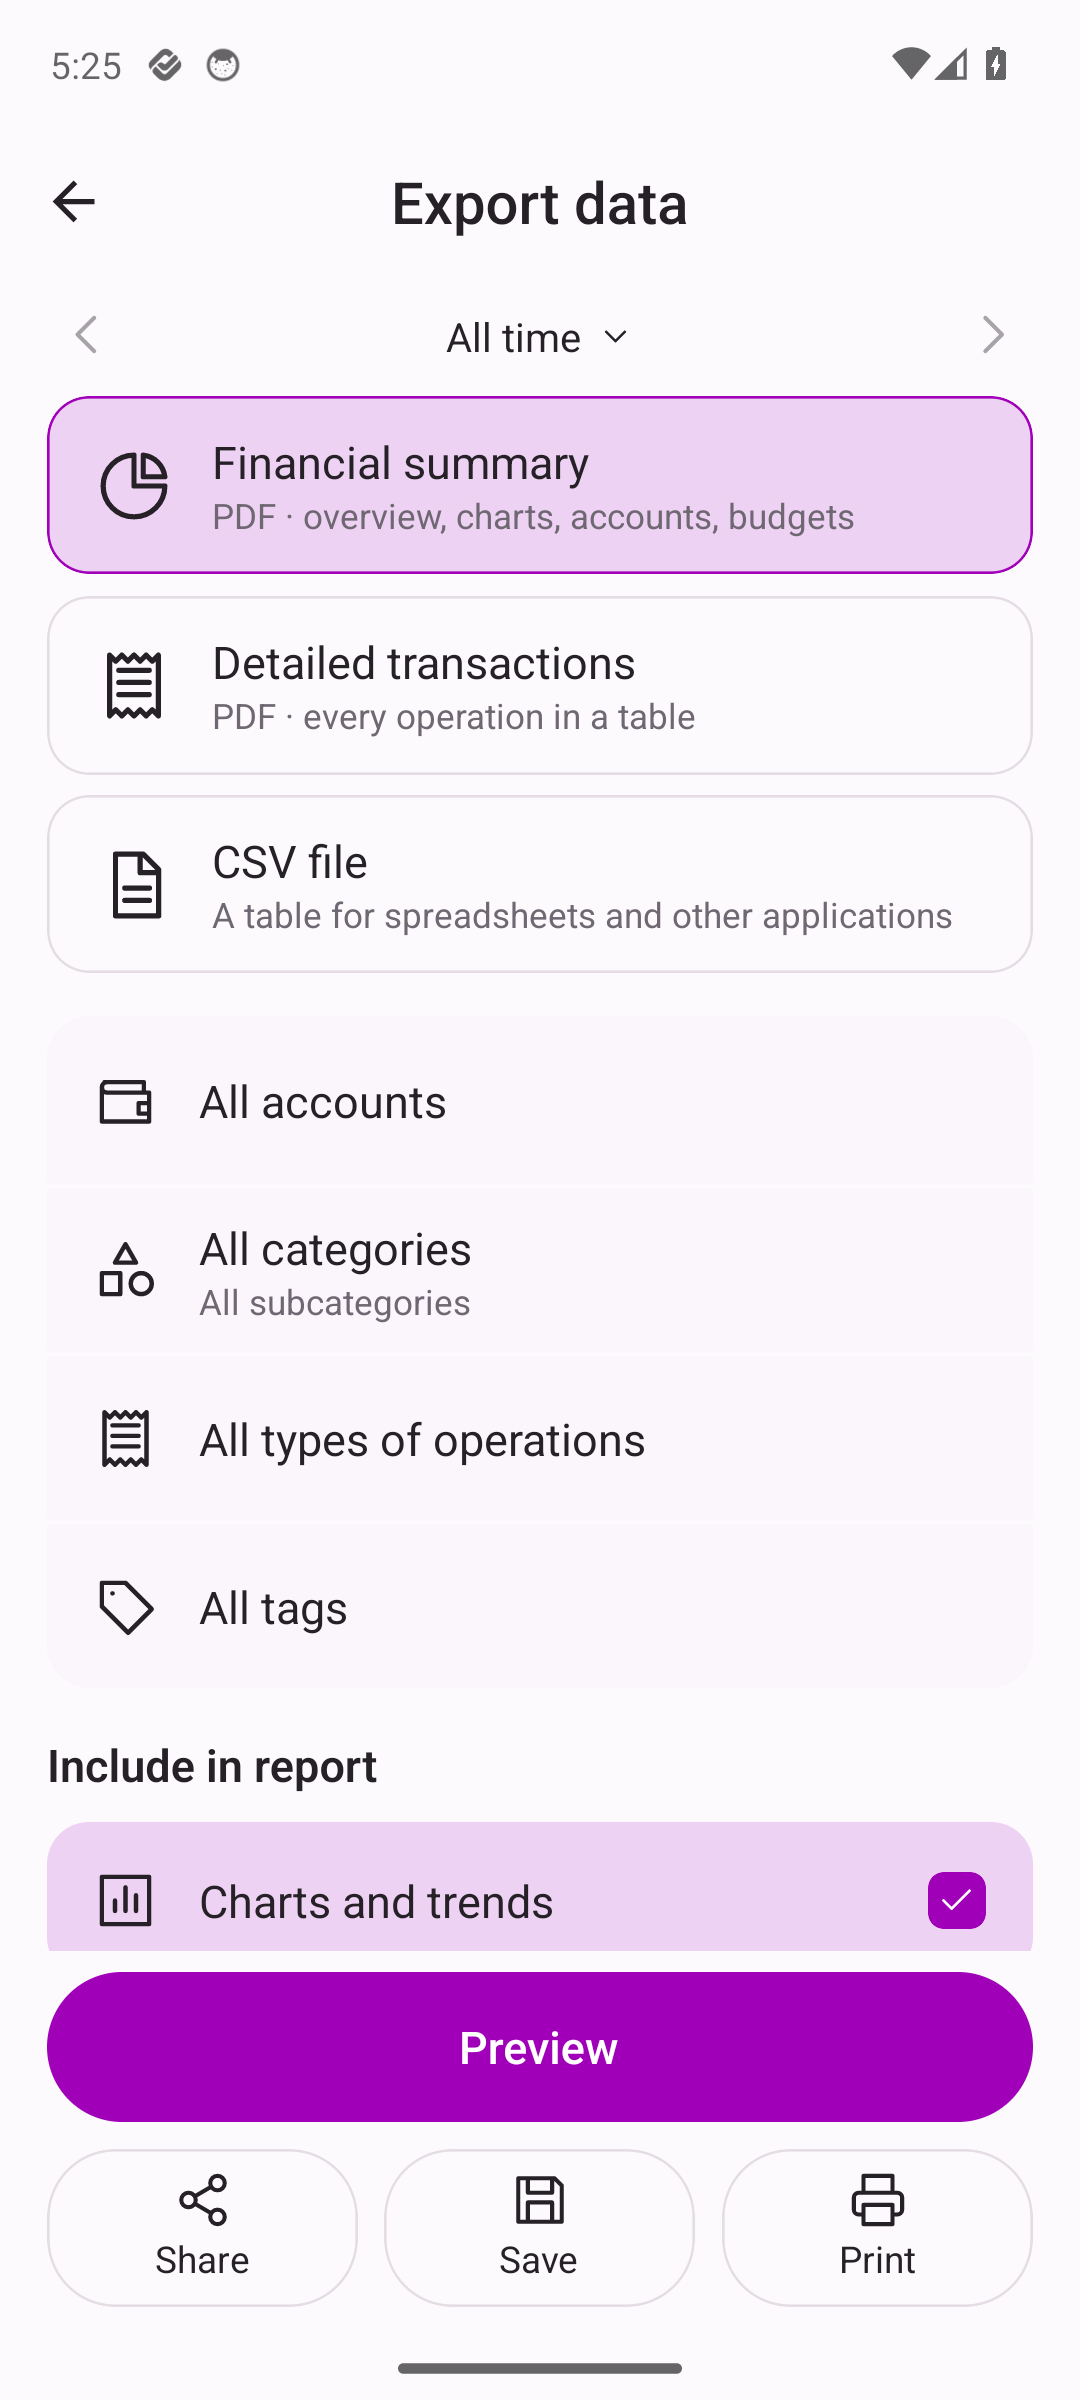 5:25
Export data
All time
Financial summary
PDF · overview, charts, accounts, budgets
Detailed transactions
PDF · every operation in a table
CSV file
A table for spreadsheets and other applications
All accounts
All categories
All subcategories
All types of operations
All tags
Include in report
Charts and trends
Preview
Share
Save
Print